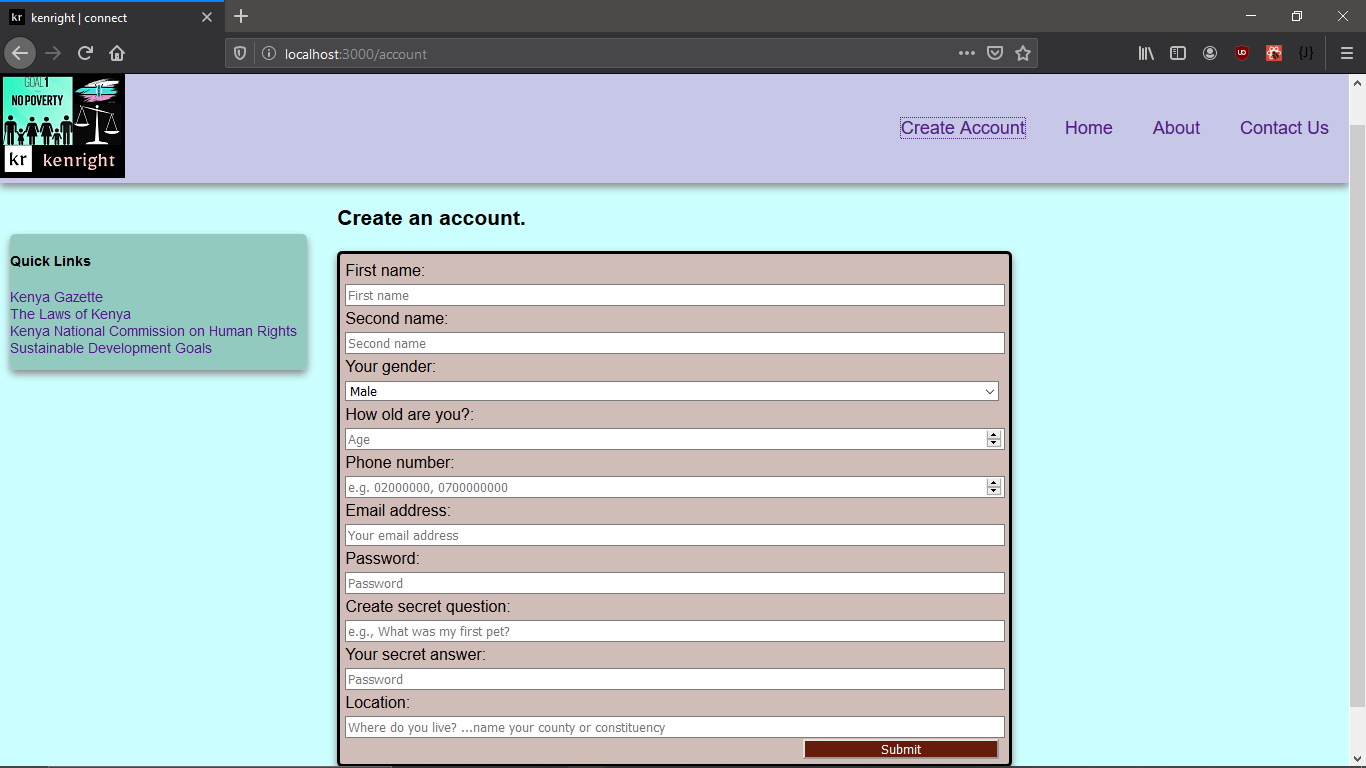 kr kenright | connect
localhost:3000/account
GOAL 1
NO POVERTY
kr kenright
Create Account Home About Contact Us
Create an account.
Quick Links
Kenya Gazette
The Laws of Kenya
Kenya National Commission on Human Rights
Sustainable Development Goals
First name:
First name
Second name:
Second name
Your gender:
Male
How old are you?:
Age
Phone number:
e.g. 02000000, 0700000000
Email address:
Your email address
Password:
Password
Create secret question:
e.g., What was my first pet?
Your secret answer:
Password
Location:
Where do you live? ...name your county or constituency
Submit